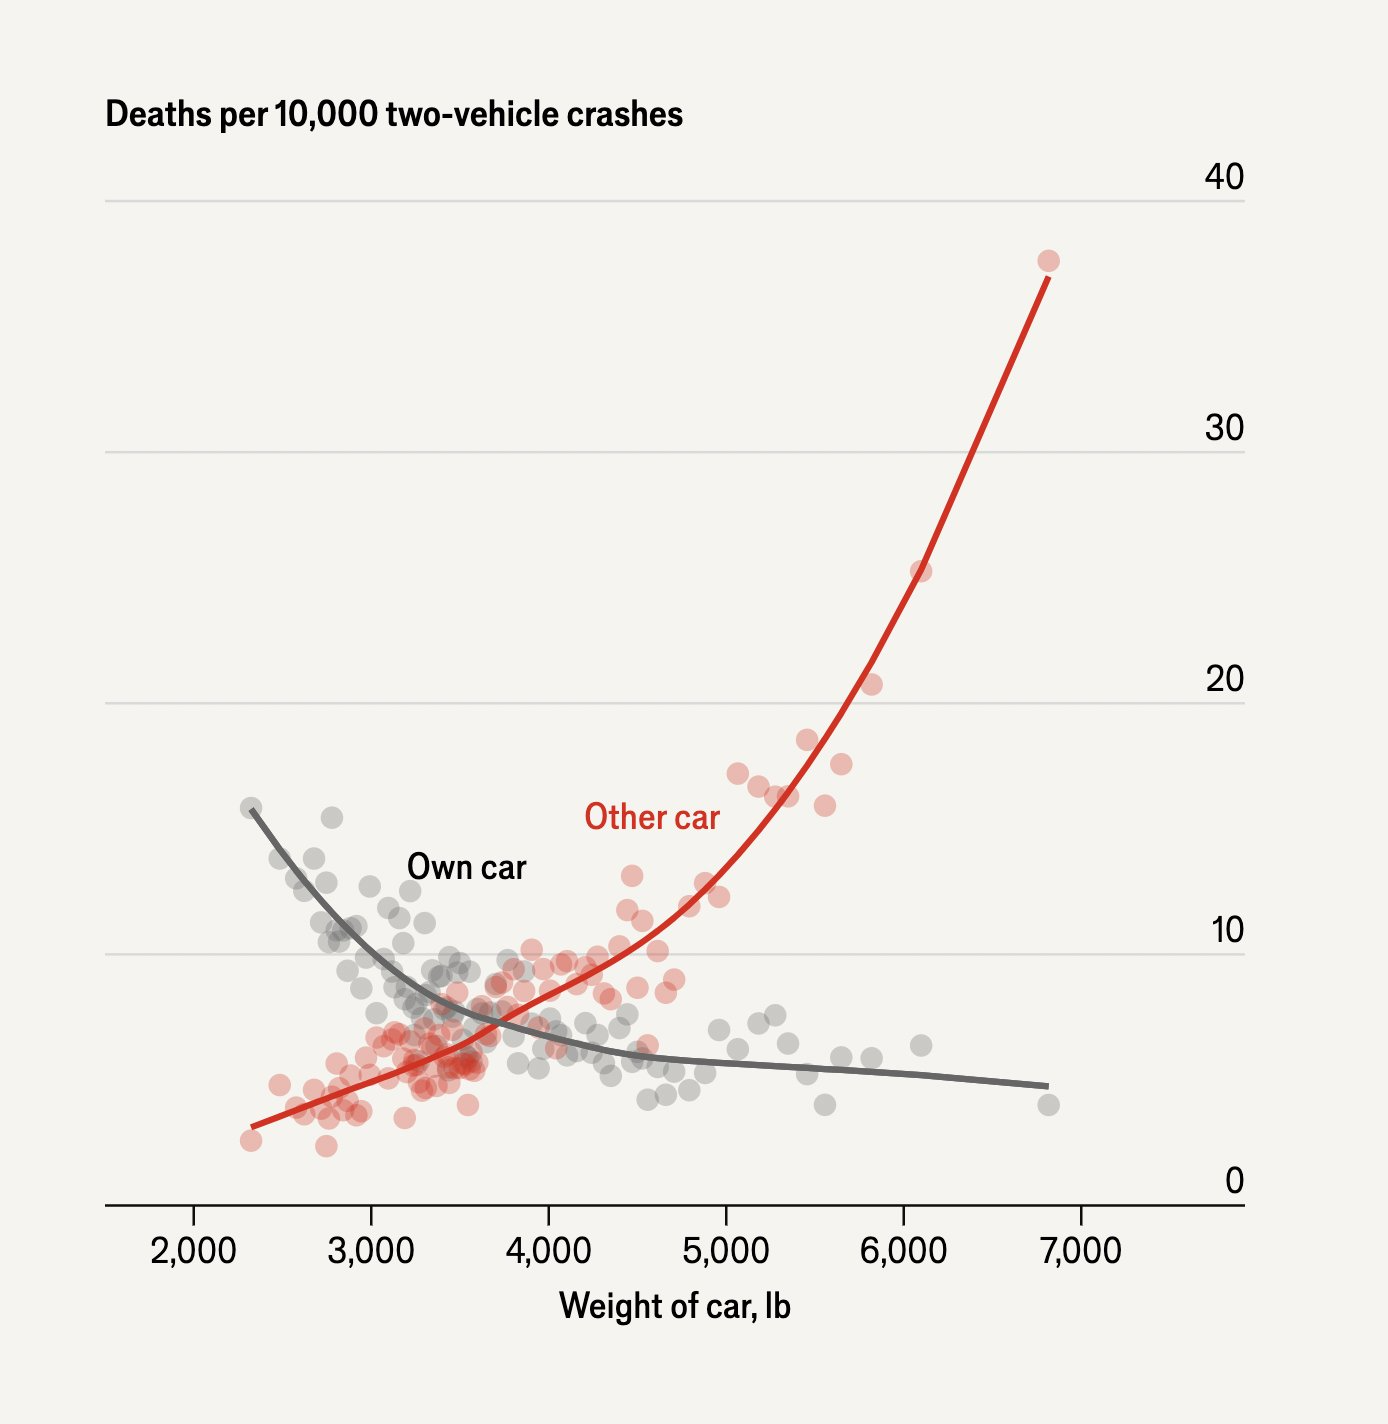 Deaths per 10,000 two-vehicle crashes
40
30
20
Other car
Own car
10
0
2,000 3,000 4,000 5,000 6,000 7,000
Weight of car, lb